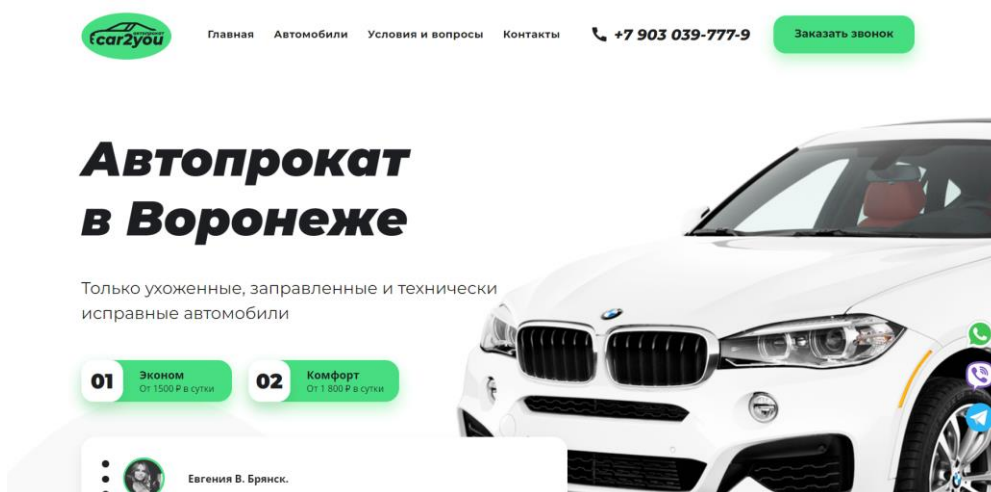 автопрокат
car2you
Главная Автомобили Условия и вопросы Контакты +7 903 039-777-9 Заказать звонок
Автопрокат
в Воронеже
Только ухоженные, заправленные и технически
исправные автомобили
01 Эконом
От 1500 ₽ в сутки
02 Комфорт
От 1 800 ₽ в сутки
Евгения В. Брянск.